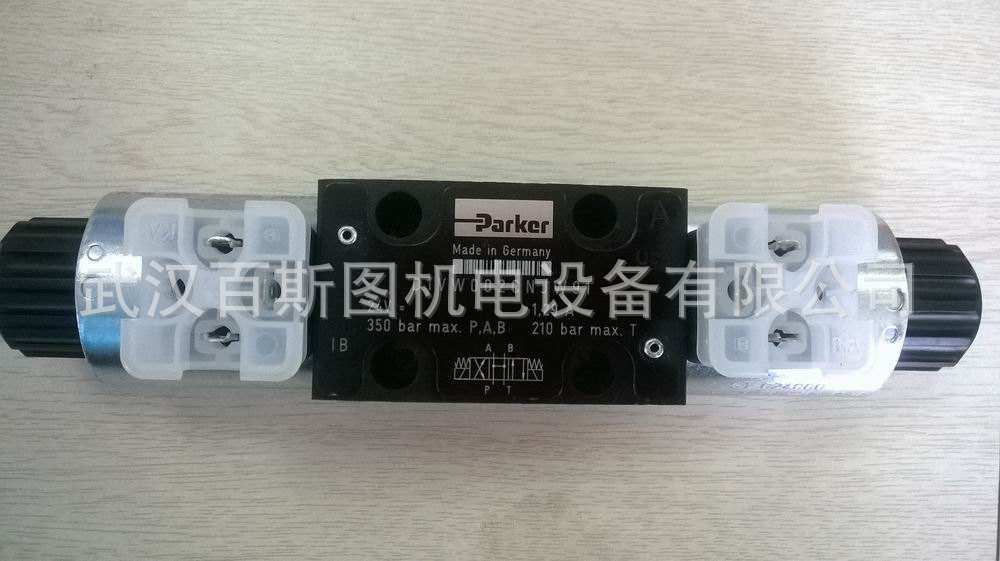 Parker
Made in Germany
武汉百斯图机电设备有限公司
350 bar max. P,A,B 210 bar max. T
A
IB
A B
P T